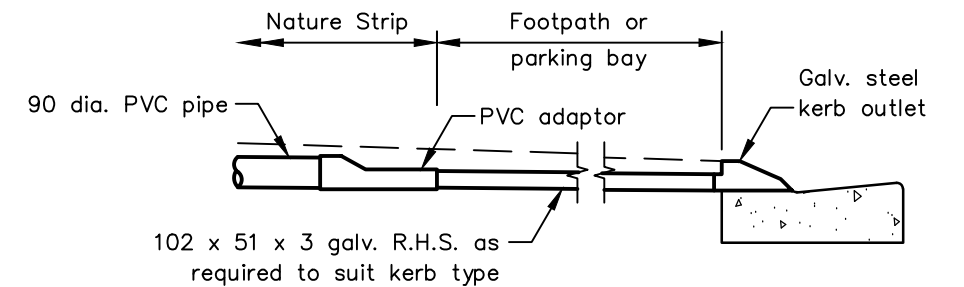 Nature Strip
Footpath or
parking bay
Galv. steel
kerb outlet
90 dia. PVC pipe
PVC adaptor
102 x 51 x 3 galv. R.H.S. as
required to suit kerb type